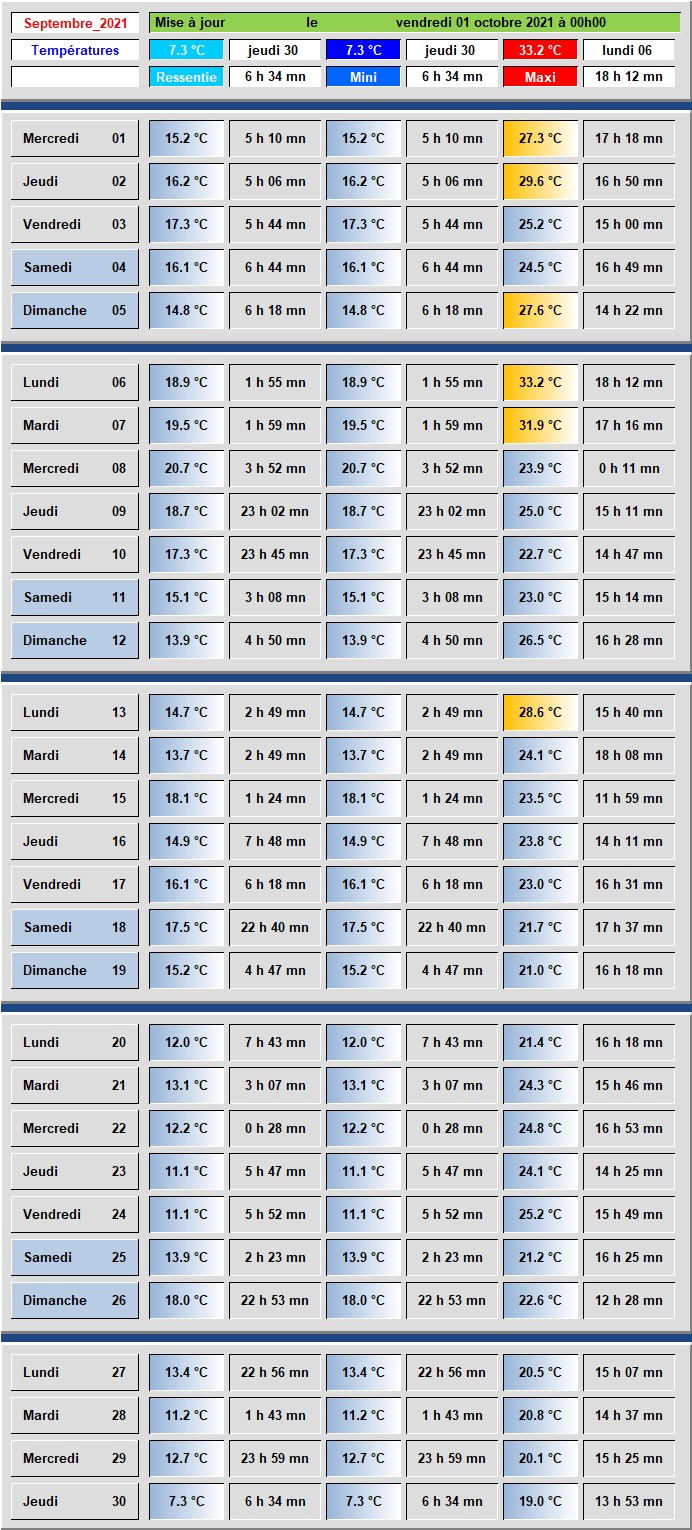 Septembre_2021 Mise à jour le vendredi 01 octobre 2021 à 00h00
Températures 7.3 °C jeudi 30 7.3 °C jeudi 30 33.2 °C lundi 06
Ressentie 6 h 34 mn Mini 6 h 34 mn Maxi 18 h 12 mn
Mercredi 01 15.2 °C 5 h 10 mn 15.2 °C 5 h 10 mn 27.3 °C 17 h 18 mn
Jeudi 02 16.2 °C 5 h 06 mn 16.2 °C 5 h 06 mn 29.6 °C 16 h 50 mn
Vendredi 03 17.3 °C 5 h 44 mn 17.3 °C 5 h 44 mn 25.2 °C 15 h 00 mn
Samedi 04 16.1 °C 6 h 44 mn 16.1 °C 6 h 44 mn 24.5 °C 16 h 49 mn
Dimanche 05 14.8 °C 6 h 18 mn 14.8 °C 6 h 18 mn 27.6 °C 14 h 22 mn
Lundi 06 18.9 °C 1 h 55 mn 18.9 °C 1 h 55 mn 33.2 °C 18 h 12 mn
Mardi 07 19.5 °C 1 h 59 mn 19.5 °C 1 h 59 mn 31.9 °C 17 h 16 mn
Mercredi 08 20.7 °C 3 h 52 mn 20.7 °C 3 h 52 mn 23.9 °C 0 h 11 mn
Jeudi 09 18.7 °C 23 h 02 mn 18.7 °C 23 h 02 mn 25.0 °C 15 h 11 mn
Vendredi 10 17.3 °C 23 h 45 mn 17.3 °C 23 h 45 mn 22.7 °C 14 h 47 mn
Samedi 11 15.1 °C 3 h 08 mn 15.1 °C 3 h 08 mn 23.0 °C 15 h 14 mn
Dimanche 12 13.9 °C 4 h 50 mn 13.9 °C 4 h 50 mn 26.5 °C 16 h 28 mn
Lundi 13 14.7 °C 2 h 49 mn 14.7 °C 2 h 49 mn 28.6 °C 15 h 40 mn
Mardi 14 13.7 °C 2 h 49 mn 13.7 °C 2 h 49 mn 24.1 °C 18 h 08 mn
Mercredi 15 18.1 °C 1 h 24 mn 18.1 °C 1 h 24 mn 23.5 °C 11 h 59 mn
Jeudi 16 14.9 °C 7 h 48 mn 14.9 °C 7 h 48 mn 23.8 °C 14 h 11 mn
Vendredi 17 16.1 °C 6 h 18 mn 16.1 °C 6 h 18 mn 23.0 °C 16 h 31 mn
Samedi 18 17.5 °C 22 h 40 mn 17.5 °C 22 h 40 mn 21.7 °C 17 h 37 mn
Dimanche 19 15.2 °C 4 h 47 mn 15.2 °C 4 h 47 mn 21.0 °C 16 h 18 mn
Lundi 20 12.0 °C 7 h 43 mn 12.0 °C 7 h 43 mn 21.4 °C 16 h 18 mn
Mardi 21 13.1 °C 3 h 07 mn 13.1 °C 3 h 07 mn 24.3 °C 15 h 46 mn
Mercredi 22 12.2 °C 0 h 28 mn 12.2 °C 0 h 28 mn 24.8 °C 16 h 53 mn
Jeudi 23 11.1 °C 5 h 47 mn 11.1 °C 5 h 47 mn 24.1 °C 14 h 25 mn
Vendredi 24 11.1 °C 5 h 52 mn 11.1 °C 5 h 52 mn 25.2 °C 15 h 49 mn
Samedi 25 13.9 °C 2 h 23 mn 13.9 °C 2 h 23 mn 21.2 °C 16 h 25 mn
Dimanche 26 18.0 °C 22 h 53 mn 18.0 °C 22 h 53 mn 22.6 °C 12 h 28 mn
Lundi 27 13.4 °C 22 h 56 mn 13.4 °C 22 h 56 mn 20.5 °C 15 h 07 mn
Mardi 28 11.2 °C 1 h 43 mn 11.2 °C 1 h 43 mn 20.8 °C 14 h 37 mn
Mercredi 29 12.7 °C 23 h 59 mn 12.7 °C 23 h 59 mn 20.1 °C 15 h 25 mn
Jeudi 30 7.3 °C 6 h 34 mn 7.3 °C 6 h 34 mn 19.0 °C 13 h 53 mn